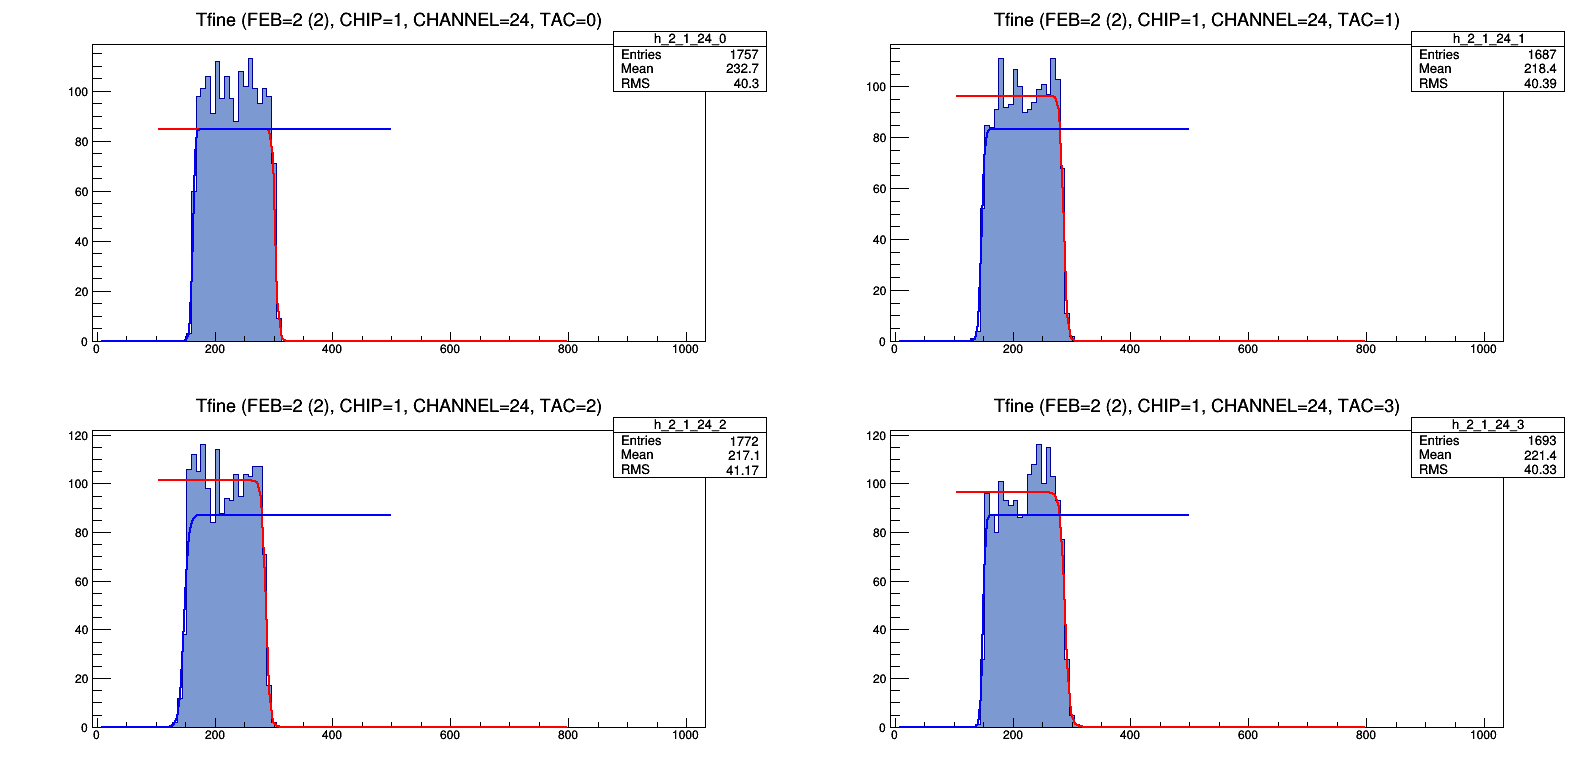 Tfine (FEB=2 (2), CHIP=1, CHANNEL=24, TAC=0)
h_2_1_24_0
Entries 1757
Mean 232.7
RMS 40.3
100
80
60
40
20
0
0 200 400 600 800 1000
Tfine (FEB=2 (2), CHIP=1, CHANNEL=24, TAC=1)
h_2_1_24_1
Entries 1687
Mean 218.4
RMS 40.39
100
80
60
40
20
0
0 200 400 600 800 1000
Tfine (FEB=2 (2), CHIP=1, CHANNEL=24, TAC=2)
h_2_1_24_2
Entries 1772
Mean 217.1
RMS 41.17
120
100
80
60
40
20
0
0 200 400 600 800 1000
Tfine (FEB=2 (2), CHIP=1, CHANNEL=24, TAC=3)
h_2_1_24_3
Entries 1693
Mean 221.4
RMS 40.33
120
100
80
60
40
20
0
0 200 400 600 800 1000